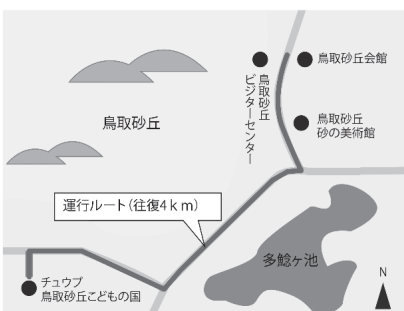 鳥取砂丘会館
鳥取砂丘
ビジターセンター
鳥取砂丘
砂の美術館
鳥取砂丘
運行ルート(往復4km)
多鯰ヶ池
チュウブ
鳥取砂丘こどもの国
N